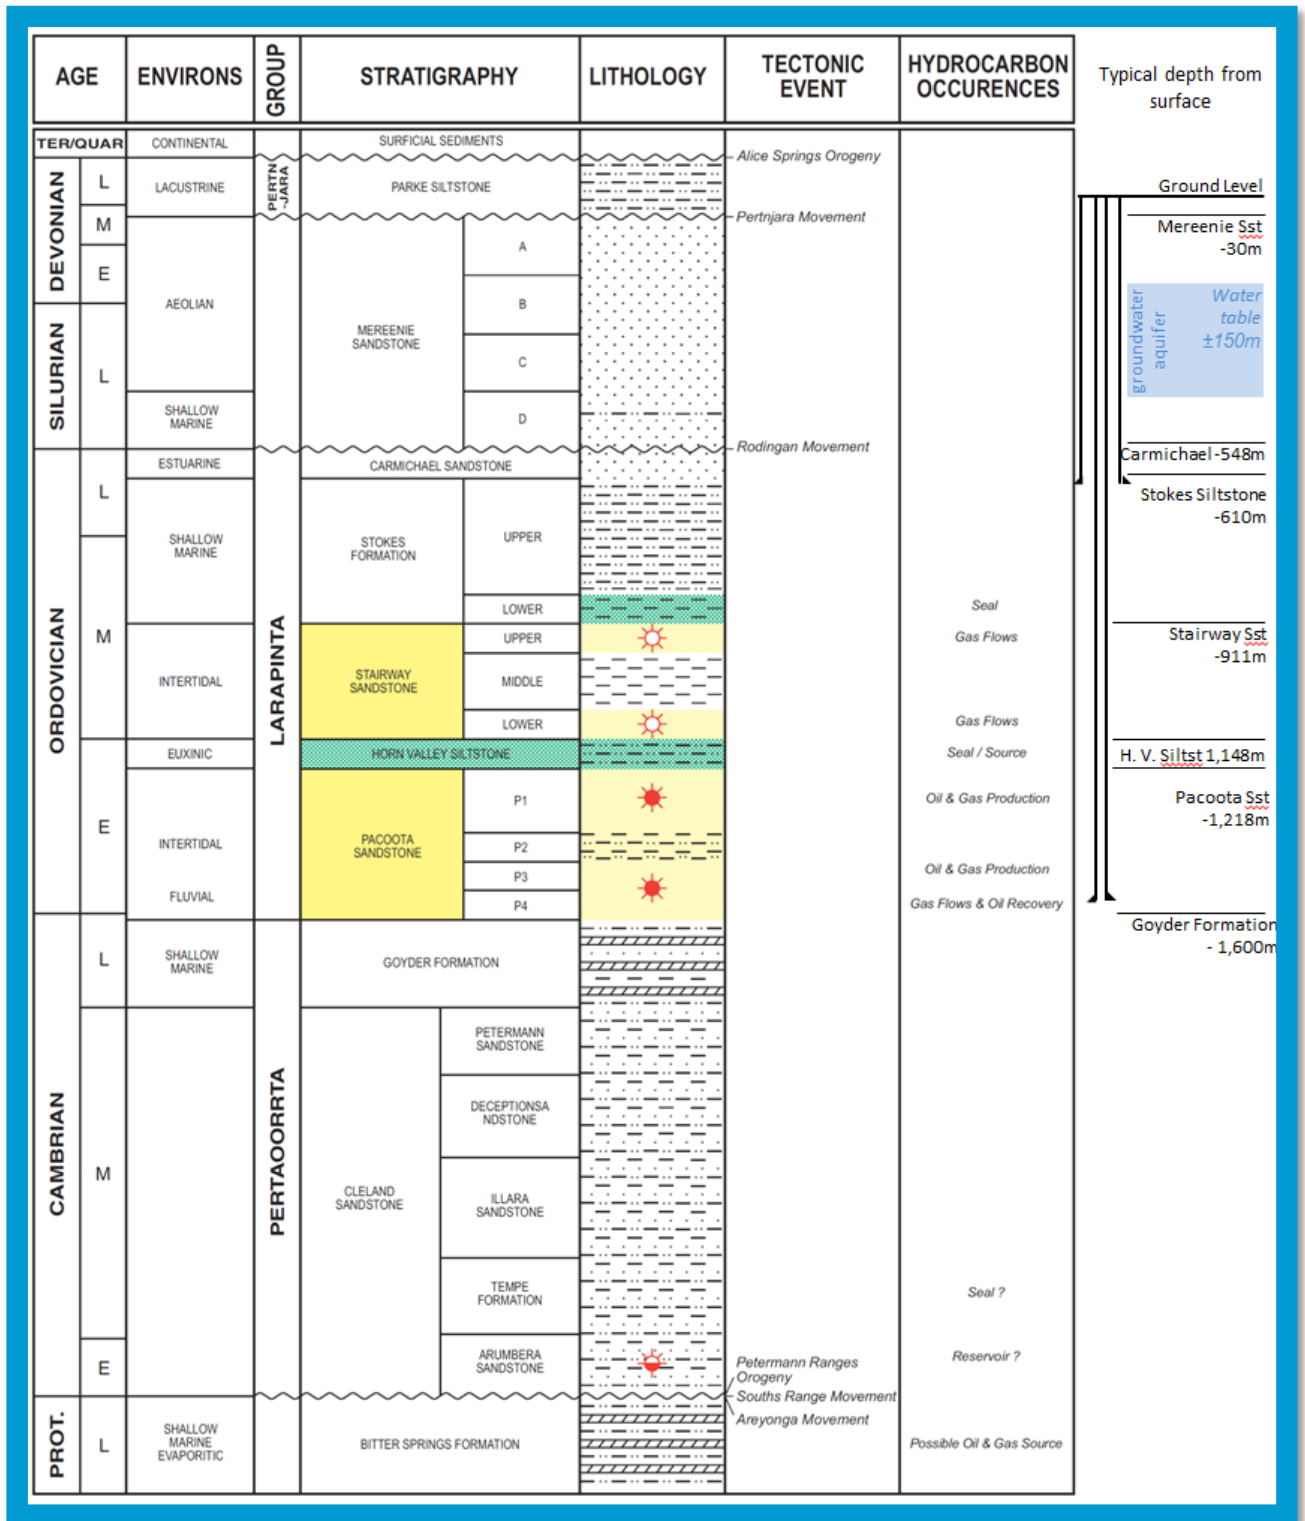 AGE
ENVIRONS
GROUP
STRATIGRAPHY
LITHOLOGY
TECTONIC
EVENT
HYDROCARBON
OCCURENCES
Typical depth from
surface
TER/QUAR
CONTINENTAL
SURFICIAL SEDIMENTS
Alice Springs Orogeny
DEVONIAN
L
LACUSTRINE
PERTN
-JARA
PARKE SILTSTONE
Ground Level
M
Pertnjara Movement
Mereenie Sst
-30m
E
AEOLIAN
MEREENIE
SANDSTONE
A
B
C
D
groundwater
aquifer
Water
table
±150m
SILURIAN
L
SHALLOW
MARINE
Rodingan Movement
Carmichael -548m
ORDOVICIAN
L
ESTUARINE
LARAPINTA
CARMICHAEL SANDSTONE
Stokes Siltstone
-610m
SHALLOW
MARINE
STOKES
FORMATION
UPPER
LOWER
Seal
M
INTERTIDAL
STAIRWAY
SANDSTONE
UPPER
Gas Flows
Stairway Sst
-911m
MIDDLE
LOWER
Gas Flows
EUXINIC
HORN VALLEY SILTSTONE
Seal / Source
H. V. Siltst 1,148m
E
INTERTIDAL
FLUVIAL
PACOOTA
SANDSTONE
P1
Oil & Gas Production
Pacoota Sst
-1,218m
P2
P3
Oil & Gas Production
P4
Gas Flows & Oil Recovery
CAMBRIAN
L
SHALLOW
MARINE
PERTAOORRTA
GOYDER FORMATION
Goyder Formation
- 1,600m
M
CLELAND
SANDSTONE
PETERMANN
SANDSTONE
DECEPTIONSA
NDSTONE
ILLARA
SANDSTONE
TEMPE
FORMATION
Seal ?
E
ARUMBERA
SANDSTONE
Reservoir ?
Petermann Ranges
Orogeny
Souths Range Movement
Areyonga Movement
PROT.
L
SHALLOW
MARINE
EVAPORITIC
BITTER SPRINGS FORMATION
Possible Oil & Gas Source